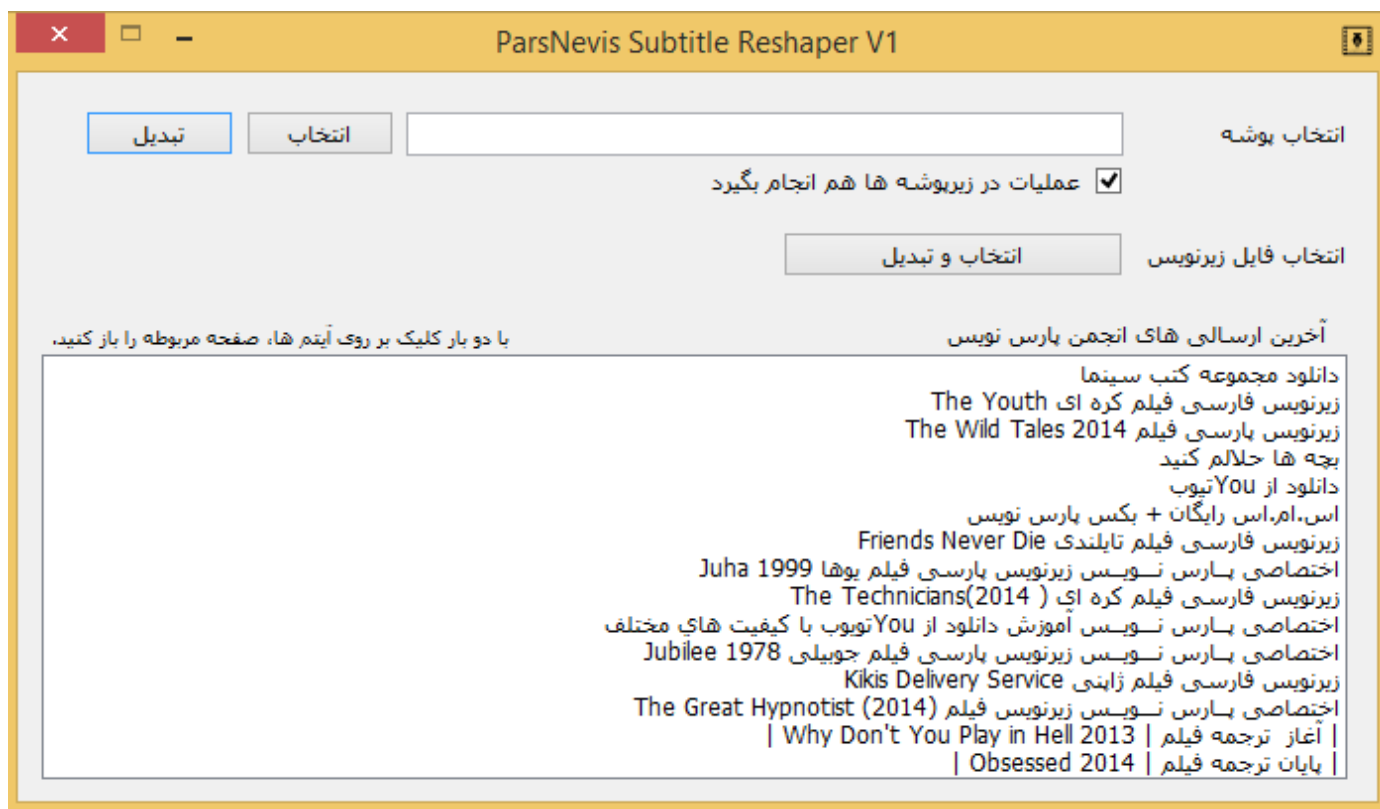 ParsNevis Subtitle Reshaper V1
انتخاب پوشه
انتخاب
تبدیل
عملیات در زیرپوشه ها هم انجام بگیرد
انتخاب فایل زیرنویس
انتخاب و تبدیل
آخرین ارسالی های انجمن پارس نویس
با دو بار کلیک بر روی آیتم ها، صفحه مربوطه را باز کنید.
دانلود مجموعه کتب سینما
زیرنویس فارسی فیلم کره ای The Youth
زیرنویس پارسی فیلم The Wild Tales 2014
بچه ها حلالم کنید
دانلود از Youتیوب
اس.ام.اس رایگان + بکس پارس نویس
زیرنویس فارسی فیلم تایلندی Friends Never Die
اختصاصی پــارس نــویــس زیرنویس پارسی فیلم یوها Juha 1999
زیرنویس فارسی فیلم کره ای ( The Technicians(2014
اختصاصی پــارس نــویــس آموزش دانلود از Youتویوب با کیفیت هاي مختلف
اختصاصی پــارس نــویــس زیرنویس پارسی فیلم جوبیلی Jubilee 1978
زیرنویس فارسی فیلم ژاپنی Kikis Delivery Service
اختصاصی پــارس نــویــس زیرنویس فیلم The Great Hypnotist (2014)
| آغاز  ترجمه فیلم | Why Don't You Play in Hell 2013 |
| پایان ترجمه فیلم | Obsessed 2014 |